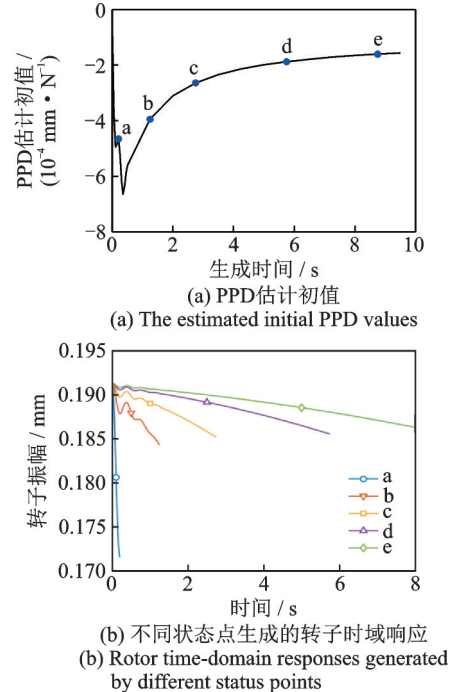 0
−2
−4
−6
−8
PPD估计初值 /
(10⁻⁴ mm·N⁻¹)
a
b
c
d
e
0 2 4 6 8 10
生成时间 / s
(a) PPD估计初值
(a) The estimated initial PPD values
0.195
0.190
0.185
0.180
0.175
0.170
转子振幅 / mm
a
b
c
d
e
0 2 4 6 8
时间 / s
(b) 不同状态点生成的转子时域响应
(b) Rotor time-domain responses generated
by different status points